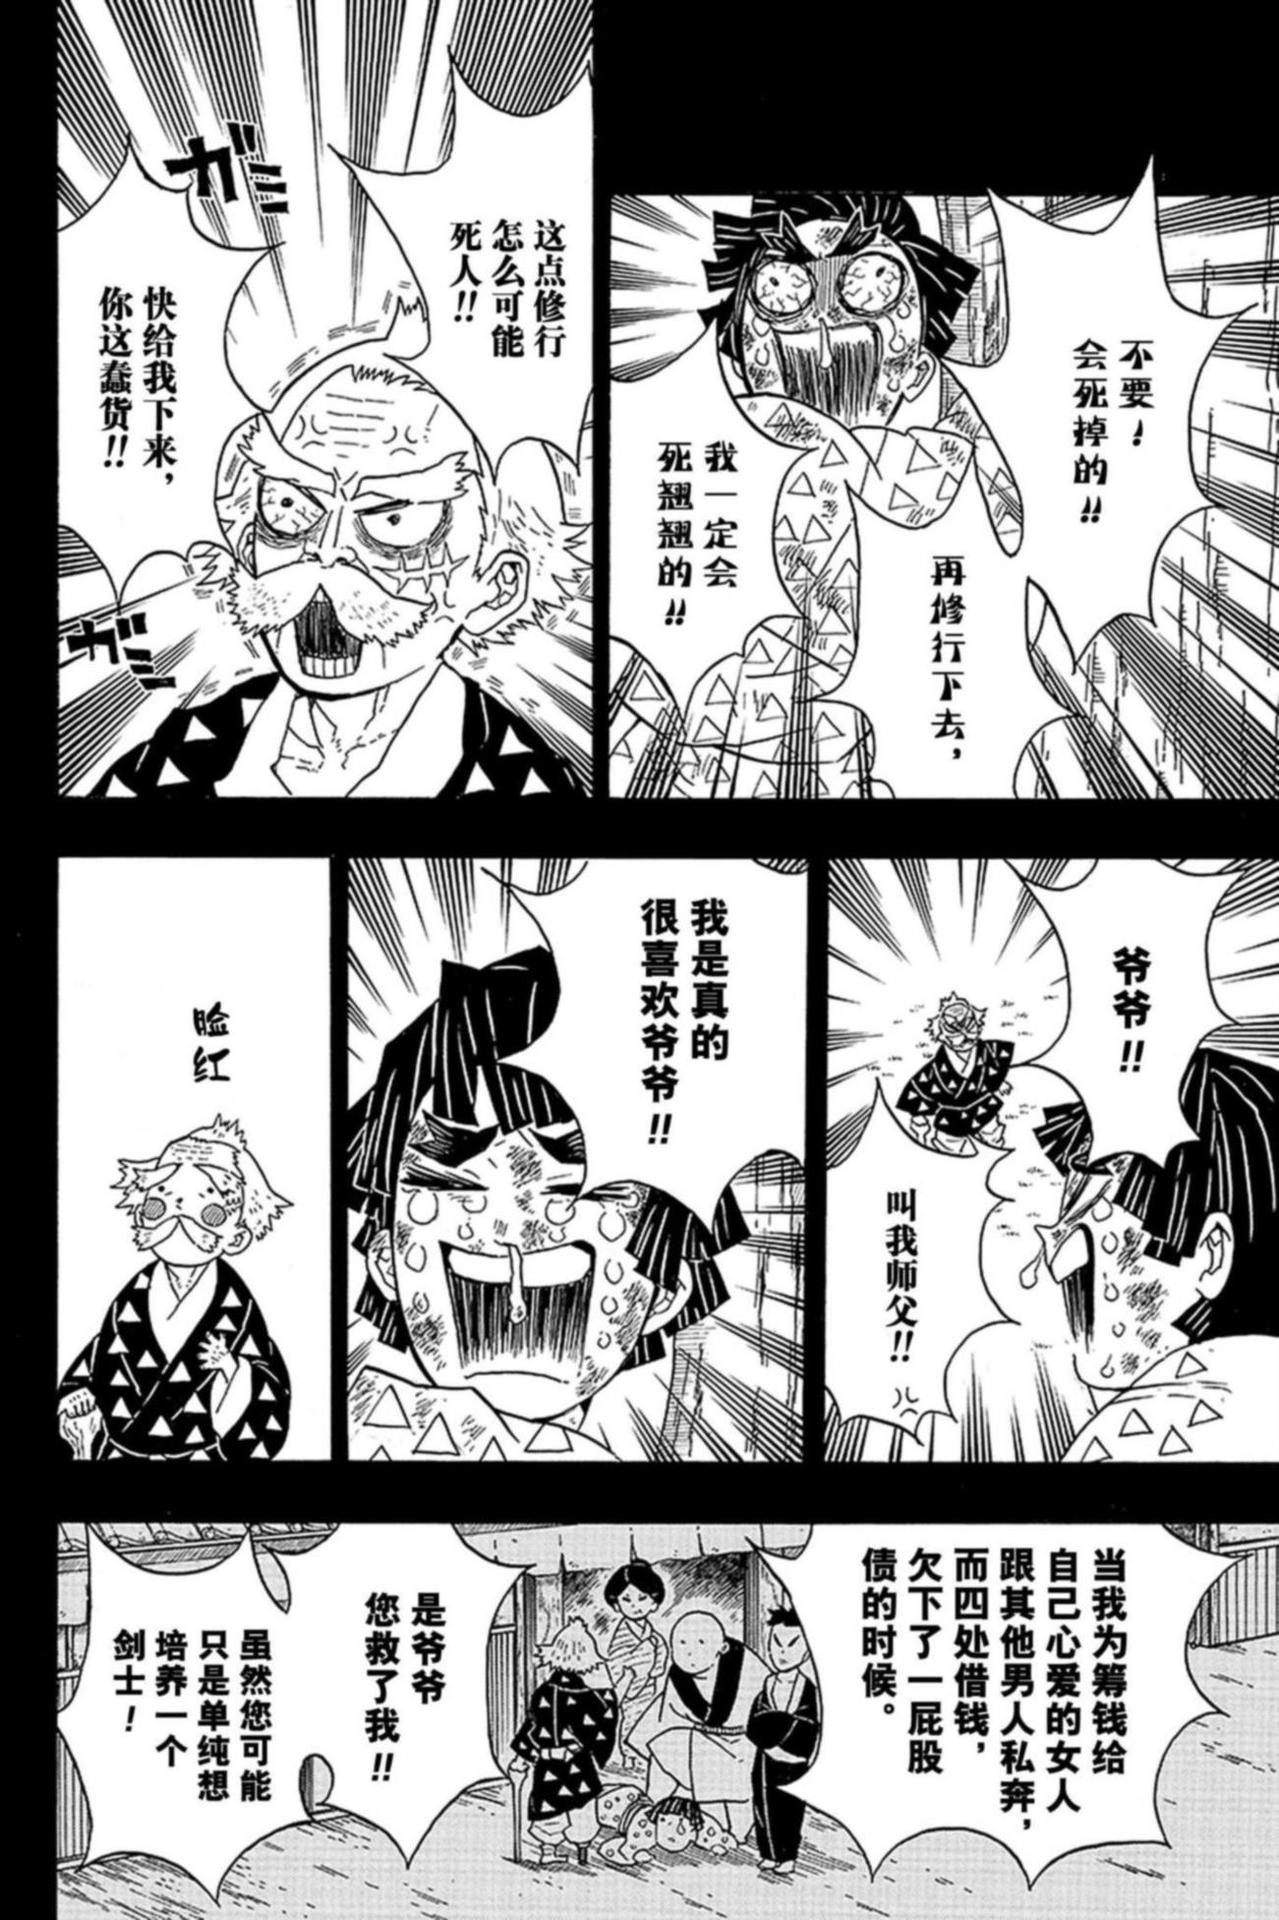 不要！
会死掉的!!
再修行下去，
我一定会
死翘翘的!!
这点修行
怎么可能
死人!!
快给我下来，
你这蠢货!!
ガミ
ガミ
爷爷!!
叫我师父!!
我是真的
很喜欢爷爷!!
脸红
当我为筹钱给
自己心爱的女人
跟其他男人私奔，
而四处借钱，
欠下了一屁股
债的时候。
是爷爷
您救了我!!
虽然您可能
只是单纯想
培养一个
剑士！